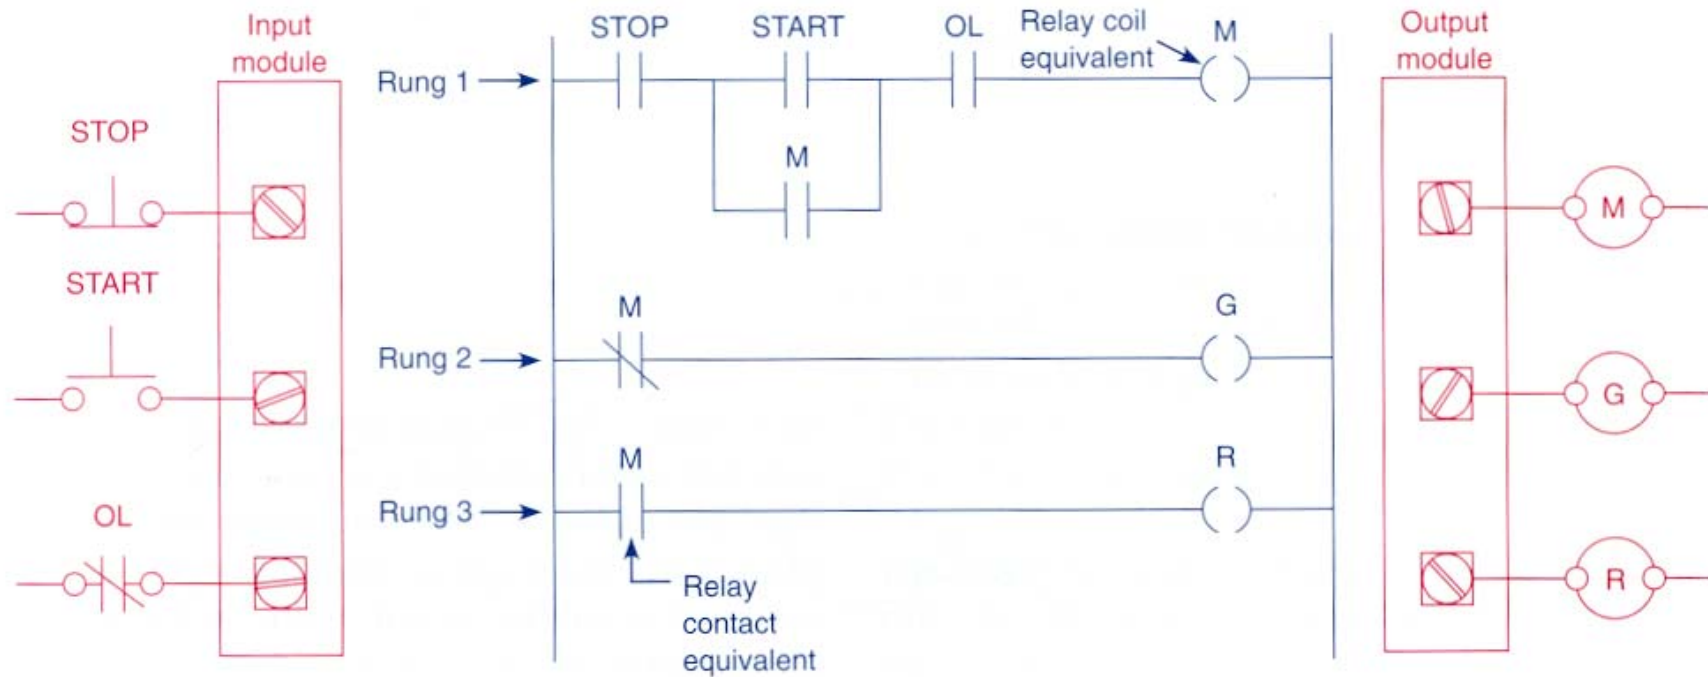 Input
module
STOP
START
OL
Rung 1
STOP
START
OL
Relay coil
equivalent
M
M
Rung 2
M
G
Rung 3
M
R
Relay
contact
equivalent
Output
module
M
G
R